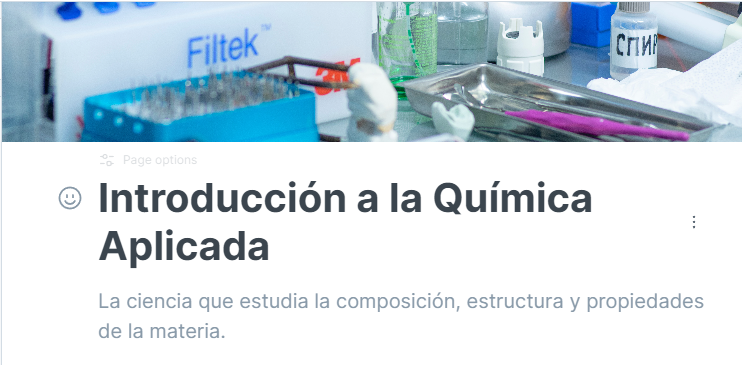 Filtek™
3M
СПИР
Page options
Introducción a la Química
Aplicada
La ciencia que estudia la composición, estructura y propiedades
de la materia.